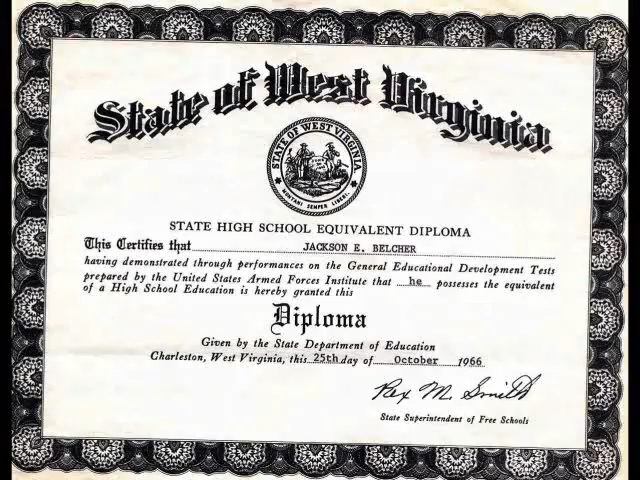 State of West Virginia
STATE OF WEST VIRGINIA
MONTANI SEMPER LIBERI.
STATE HIGH SCHOOL EQUIVALENT DIPLOMA
This Certifies that JACKSON E. BELCHER
having demonstrated through performances on the General Educational Development Tests
prepared by the United States Armed Forces Institute that he possesses the equivalent
of a High School Education is hereby granted this
Diploma
Given by the State Department of Education
Charleston, West Virginia, this 25th day of October 1966
Rex M. Smith
State Superintendent of Free Schools